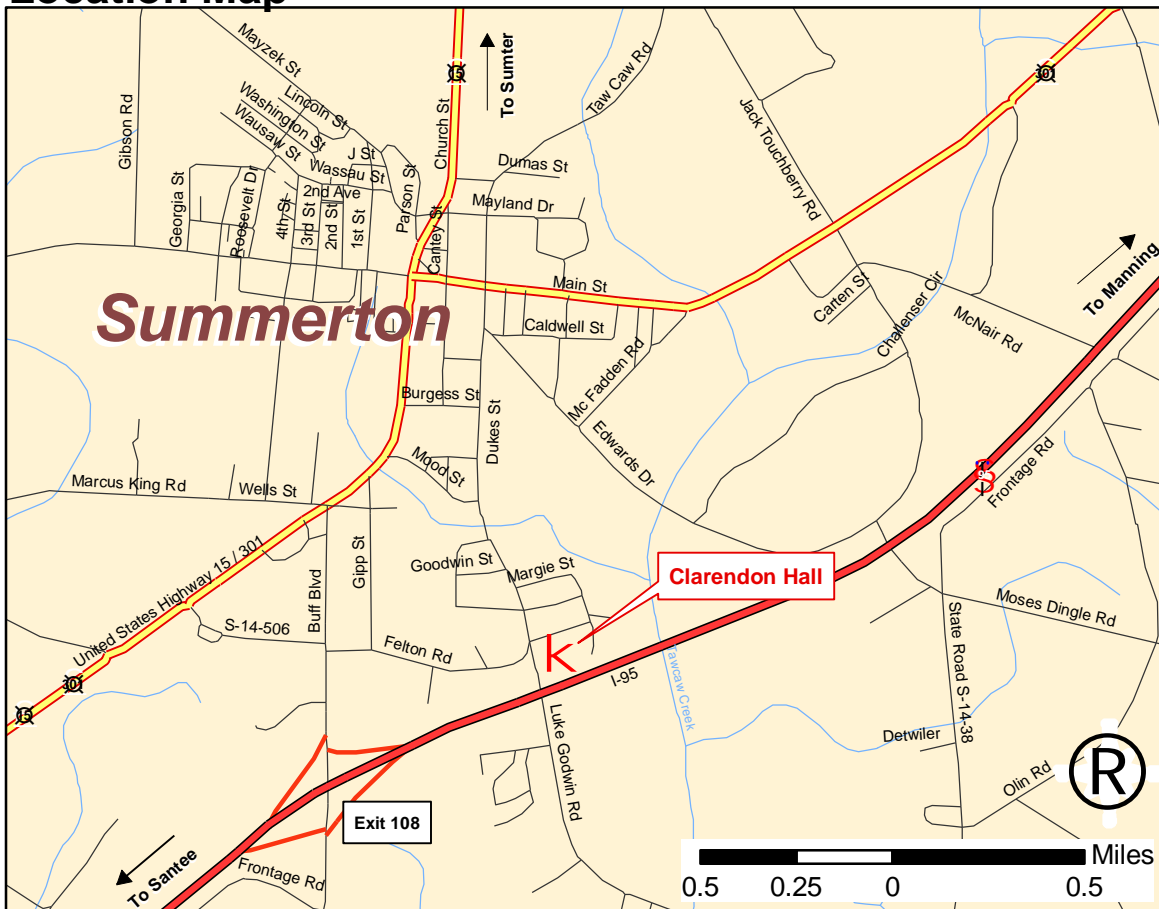 Location Map
Mayzek St
15
To Sumter
Taw Caw Rd
301
Lincoln St
Washington St
Wausaw St
Gibson Rd
Church St
Jack Touchberry Rd
J St
Wassau St
Dumas St
Parson St
2nd Ave
Mayland Dr
Georgia St
Roosevelt Dr
4th St
3rd St
2nd St
1st St
Cantey St
To Manning
Main St
Carten St
Challenser Cir
McNair Rd
Summerton
Caldwell St
Mc Fadden Rd
Burgess St
Dukes St
Edwards Dr
Mood St
Frontage Rd
Marcus King Rd
Wells St
United States Highway 15 / 301
Gipp St
Buff Blvd
Goodwin St
Margie St
Clarendon Hall
Moses Dingle Rd
S-14-506
Felton Rd
k
I-95
Tawcaw Creek
State Road S-14-38
301
15
Luke Godwin Rd
Detwiler
Olin Rd
R
Exit 108
To Santee
Frontage Rd
Miles
0.5 0.25 0 0.5